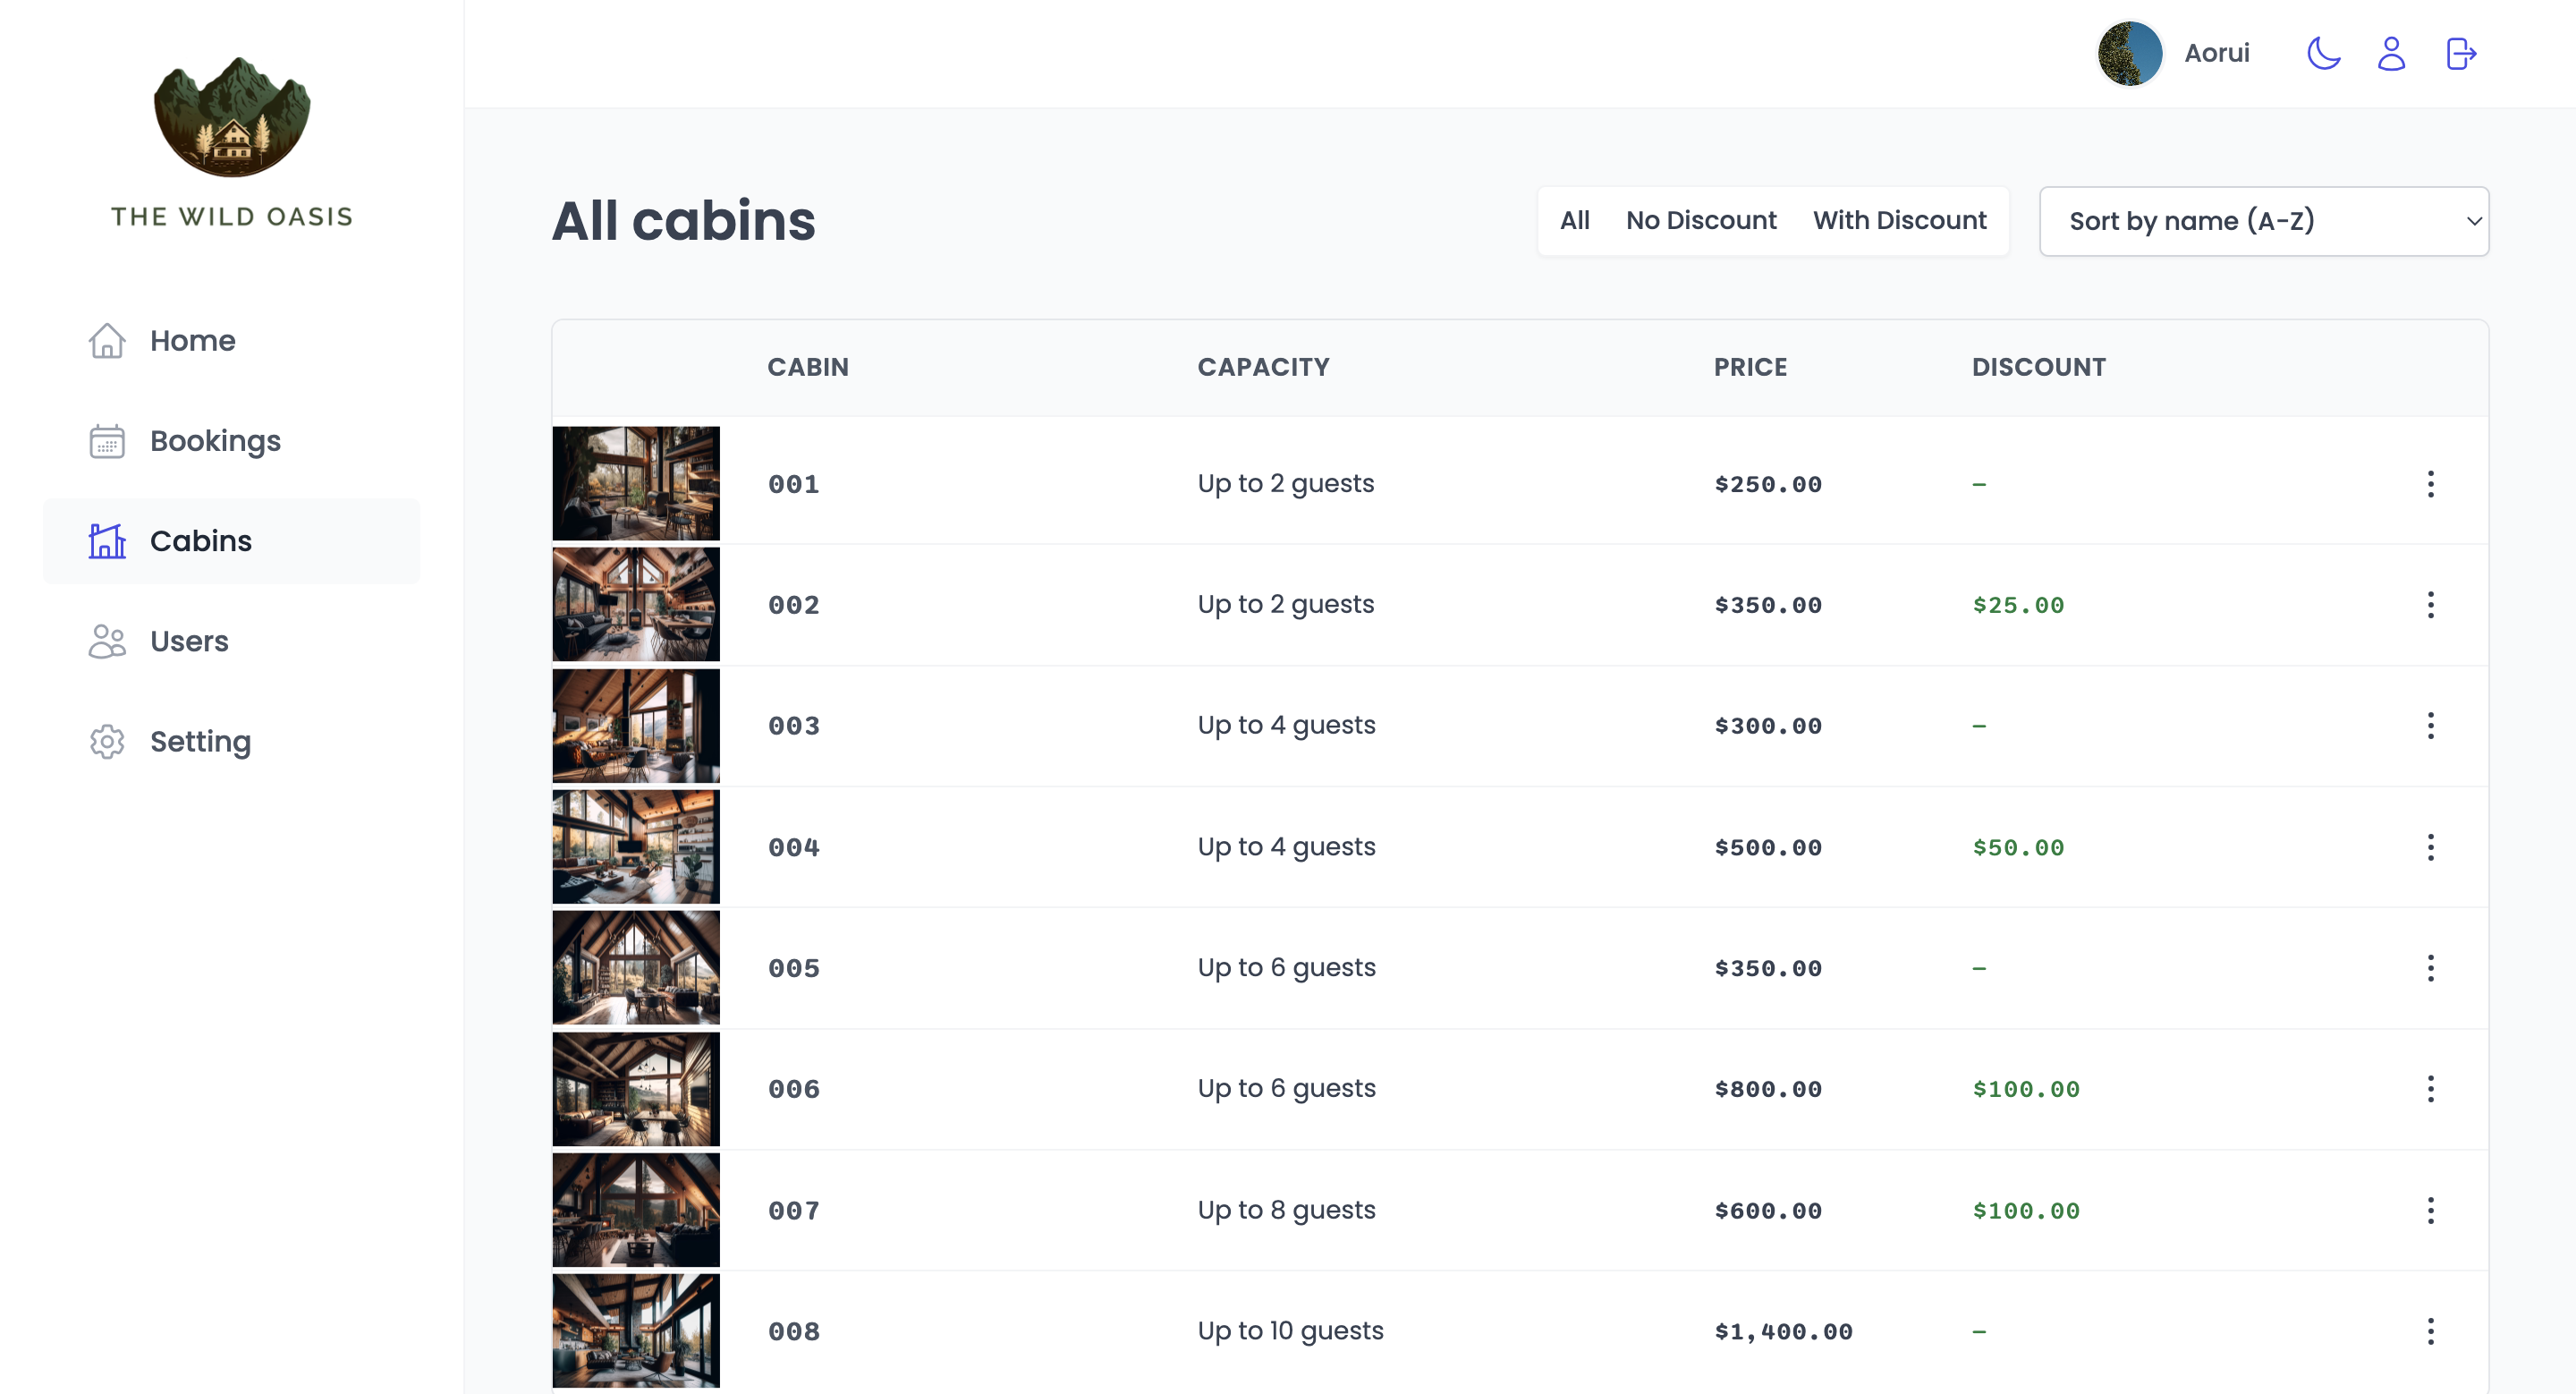 THE WILD OASIS
Home
Bookings
Cabins
Users
Setting
Aorui
All cabins
All No Discount With Discount
Sort by name (A-Z)
CABIN CAPACITY PRICE DISCOUNT
001 Up to 2 guests $250.00 –
002 Up to 2 guests $350.00 $25.00
003 Up to 4 guests $300.00 –
004 Up to 4 guests $500.00 $50.00
005 Up to 6 guests $350.00 –
006 Up to 6 guests $800.00 $100.00
007 Up to 8 guests $600.00 $100.00
008 Up to 10 guests $1,400.00 –